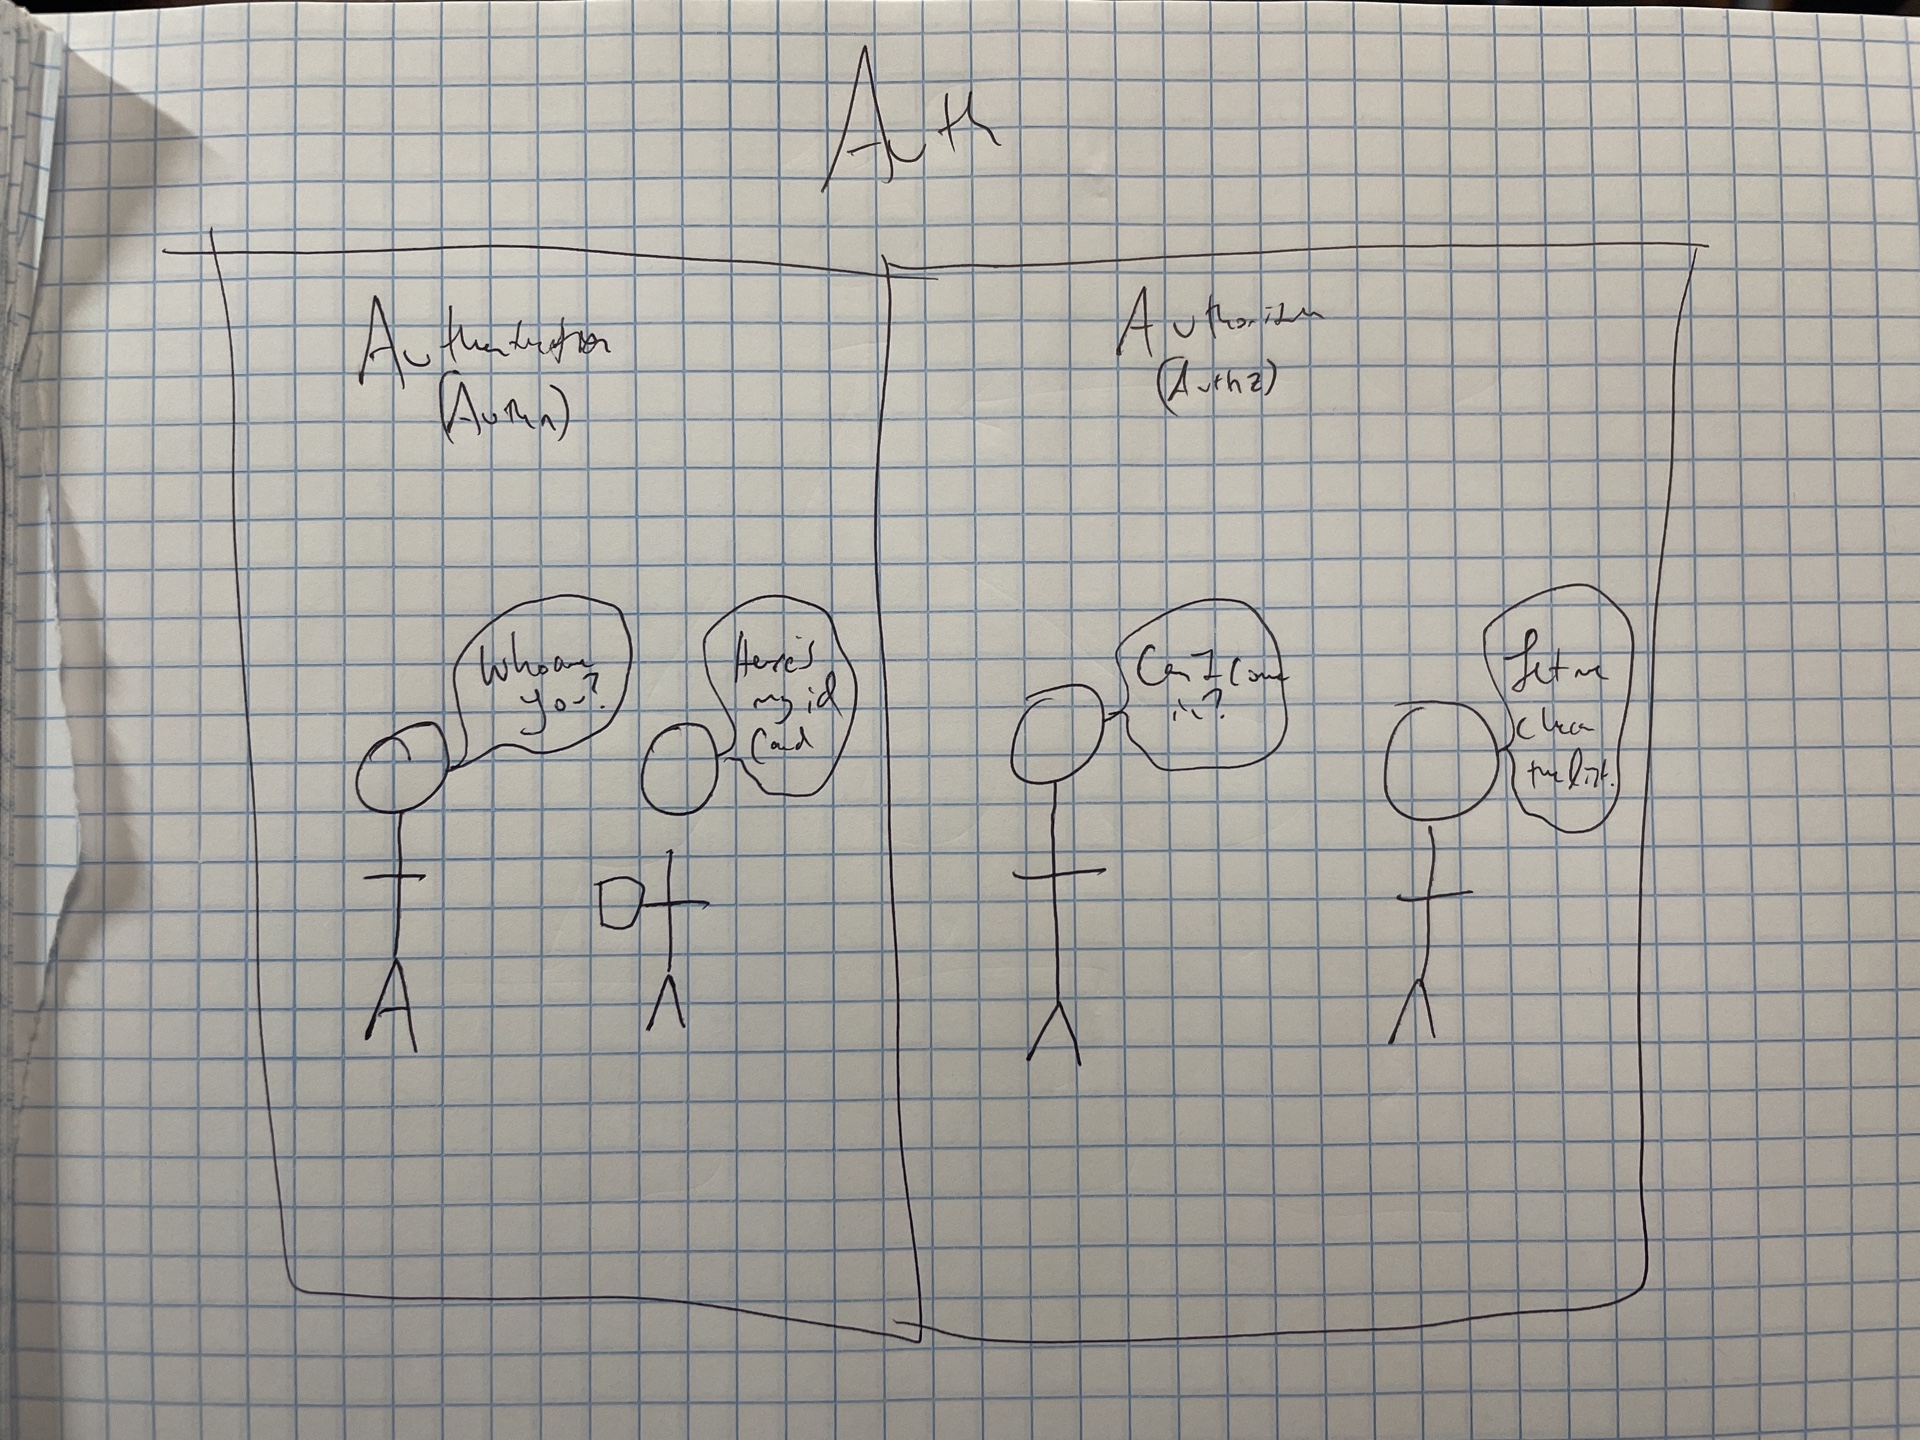 Auth
Authentication
(Authn)
Authorization
(Authz)
Who are
you?
Here's
my id
Card
Can I Come
in?
Let me
check
the list.